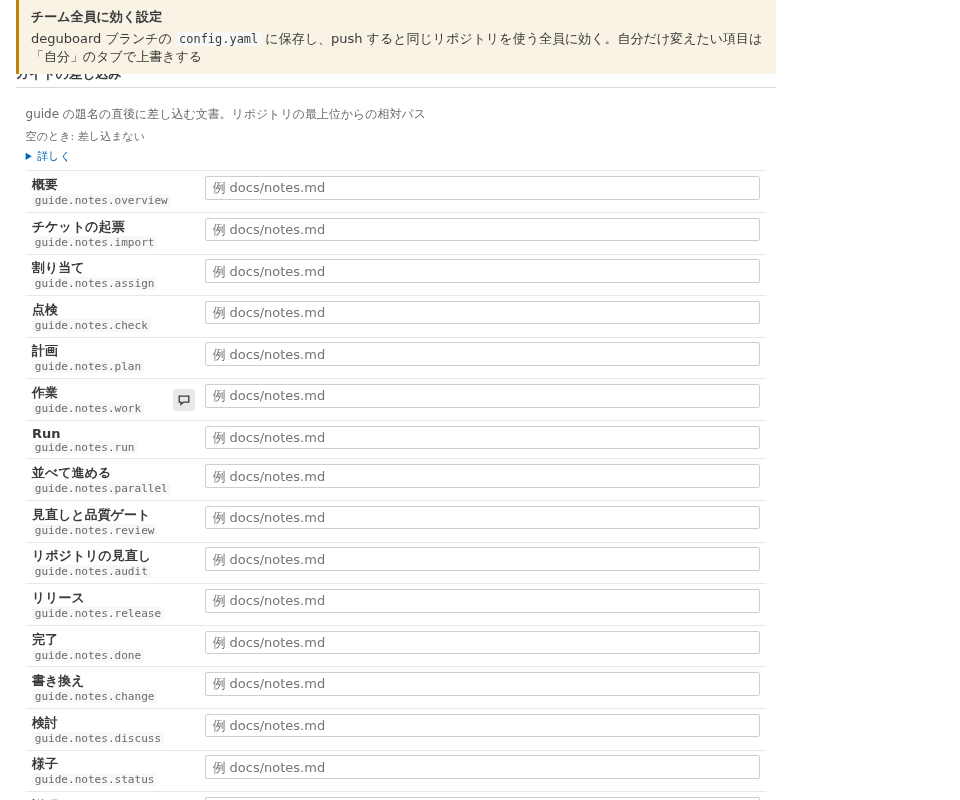 チーム全員に効く設定
deguboard ブランチの config.yaml に保存し、push すると同じリポジトリを使う全員に効く。自分だけ変えたい項目は
「自分」のタブで上書きする
ガイドの差し込み
guide の題名の直後に差し込む文書。リポジトリの最上位からの相対パス
空のとき: 差し込まない
▶ 詳しく
概要
例 docs/notes.md
guide.notes.overview
チケットの起票
例 docs/notes.md
guide.notes.import
割り当て
例 docs/notes.md
guide.notes.assign
点検
例 docs/notes.md
guide.notes.check
計画
例 docs/notes.md
guide.notes.plan
作業
例 docs/notes.md
guide.notes.work
Run
例 docs/notes.md
guide.notes.run
並べて進める
例 docs/notes.md
guide.notes.parallel
見直しと品質ゲート
例 docs/notes.md
guide.notes.review
リポジトリの見直し
例 docs/notes.md
guide.notes.audit
リリース
例 docs/notes.md
guide.notes.release
完了
例 docs/notes.md
guide.notes.done
書き換え
例 docs/notes.md
guide.notes.change
検討
例 docs/notes.md
guide.notes.discuss
様子
例 docs/notes.md
guide.notes.status